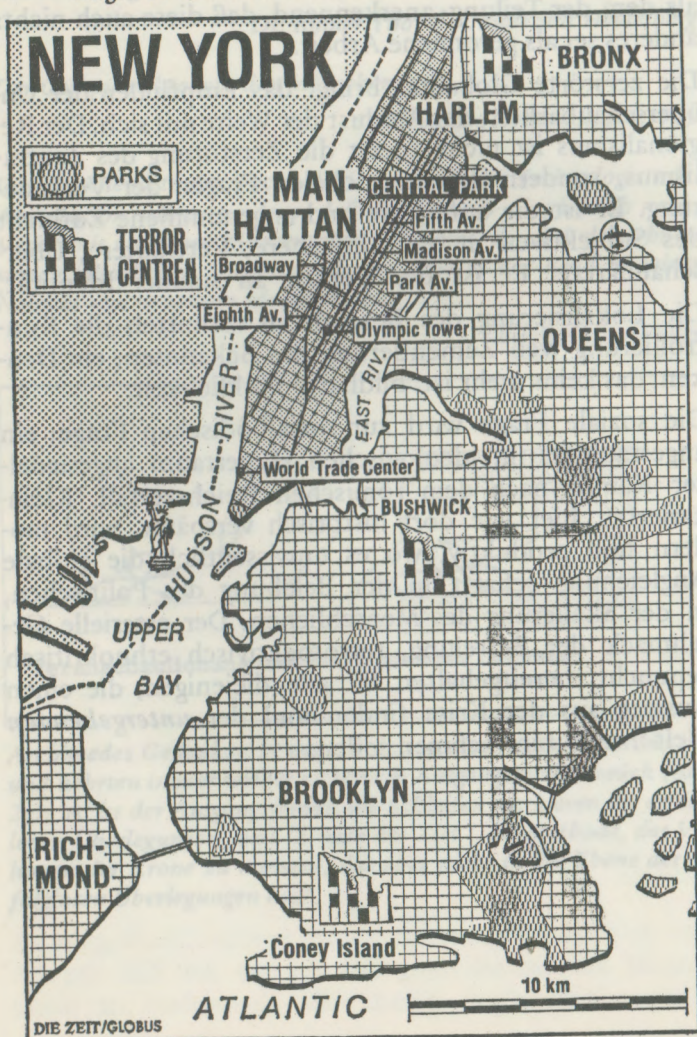 NEW YORK
BRONX
HARLEM
PARKS
MAN-
HATTAN
CENTRAL PARK
TERROR
CENTREN
Fifth Av.
Madison Av.
Broadway
Park Av.
Eighth Av.
Olympic Tower
QUEENS
HUDSON RIVER
EAST RIV.
World Trade Center
BUSHWICK
UPPER
BAY
BROOKLYN
RICH-
MOND
Coney Island
10 km
ATLANTIC
DIE ZEIT/GLOBUS